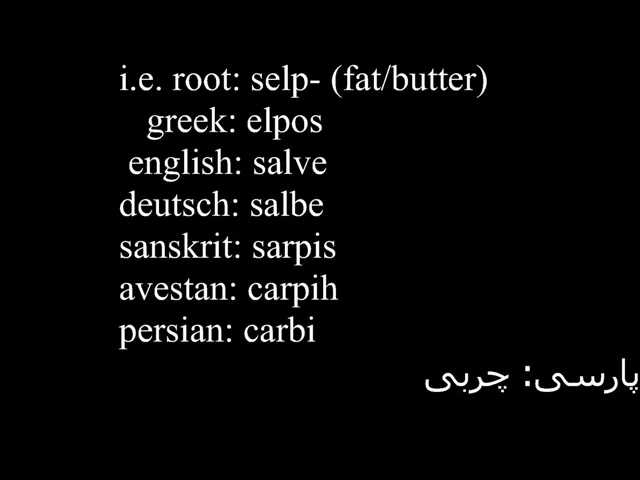 i.e. root: selp- (fat/butter)
greek: elpos
english: salve
deutsch: salbe
sanskrit: sarpis
avestan: carpih
persian: carbi
پارسی: چربی